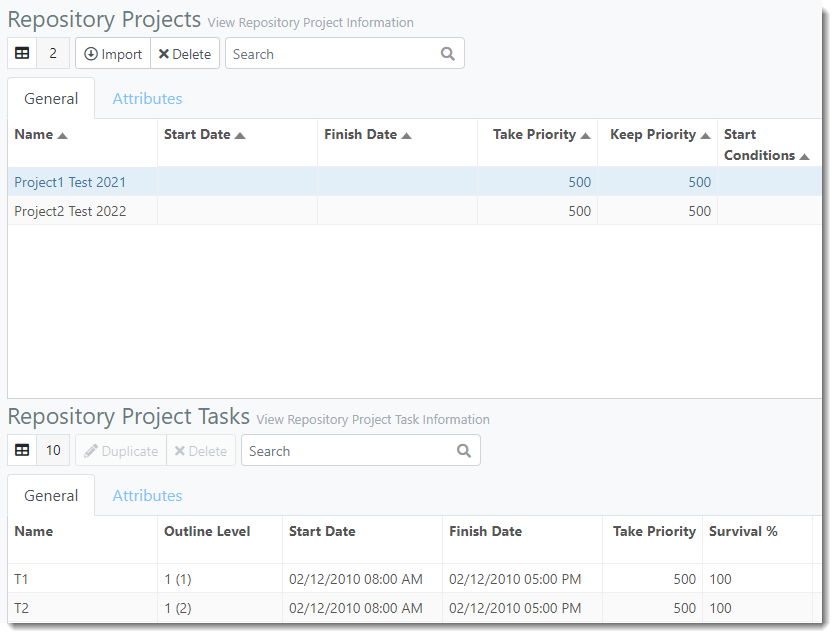 Repository Projects View Repository Project Information
2 Import Delete Search
General Attributes
Name Start Date Finish Date Take Priority Keep Priority Start Conditions
Project1 Test 2021 500 500
Project2 Test 2022 500 500
Repository Project Tasks View Repository Project Task Information
10 Duplicate Delete Search
General Attributes
Name Outline Level Start Date Finish Date Take Priority Survival %
T1 1 (1) 02/12/2010 08:00 AM 02/12/2010 05:00 PM 500 100
T2 1 (2) 02/12/2010 08:00 AM 02/12/2010 05:00 PM 500 100